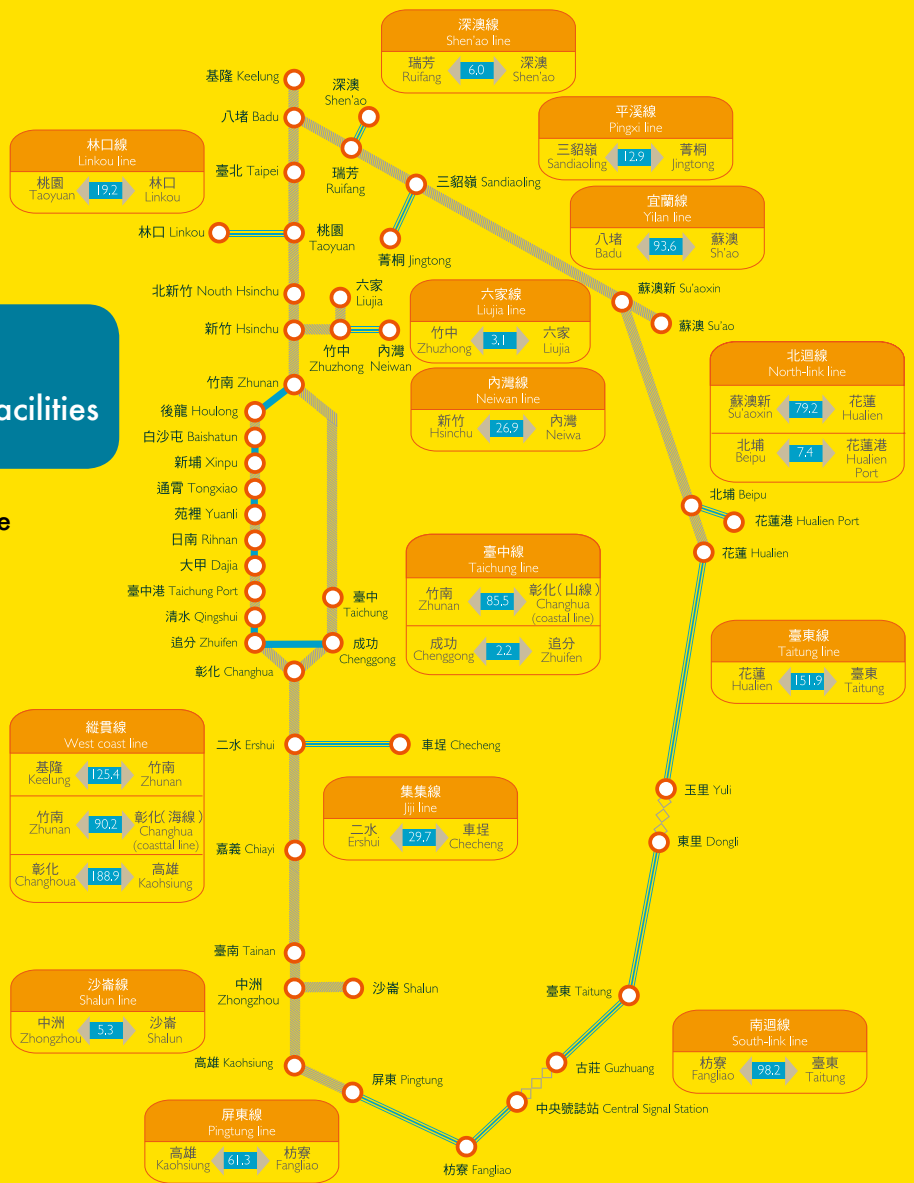 深澳線
Shen'ao line
瑞芳 6.0 深澳
Ruifang Shen'ao
基隆 Keelung
深澳
Shen'ao
八堵 Badu
平溪線
Pingxi line
三貂嶺 12.9 菁桐
Sandiaoling Jingtong
林口線
Linkou line
桃園 19.2 林口
Taoyuan Linkou
臺北 Taipei
瑞芳
Ruifang
三貂嶺 Sandiaoling
宜蘭線
Yilan line
八堵 93.6 蘇澳
Badu Sh'ao
林口 Linkou
桃園
Taoyuan
菁桐 Jingtong
北新竹 Nouth Hsinchu
六家
Liujia
六家線
Liujia line
竹中 3.1 六家
Zhuzhong Liujia
蘇澳新 Su'aoxin
蘇澳 Su'ao
新竹 Hsinchu
竹中
Zhuzhong
內灣
Neiwan
acilities
竹南 Zhunan
內灣線
Neiwan line
新竹 26.9 內灣
Hsinchu Neiwa
北迴線
North-link line
蘇澳新 79.2 花蓮
Su'aoxin Hualien
北埔 7.4 花蓮港
Beipu Hualien
Port
後龍 Houlong
白沙屯 Baishatun
新埔 Xinpu
通霄 Tongxiao
苑裡 Yuanli
e
日南 Rihnan
大甲 Dajia
臺中港 Taichung Port
清水 Qingshui
追分 Zhuifen
臺中
Taichung
成功
Chenggong
彰化 Changhua
北埔 Beipu
花蓮港 Hualien Port
花蓮 Hualien
臺中線
Taichung line
竹南 85.5 彰化(山線)
Zhunan Changhua
(coastal line)
成功 2.2 追分
Chenggong Zhuifen
臺東線
Taitung line
花蓮 151.9 臺東
Hualien Taitung
縱貫線
West coast line
基隆 125.4 竹南
Keelung Zhunan
竹南 90.2 彰化(海線)
Zhunan Changhua
(coasttal line)
彰化 188.9 高雄
Changhoua Kaohsiung
二水 Ershui
車埕 Checheng
集集線
Jiji line
二水 29.7 車埕
Ershui Checheng
玉里 Yuli
東里 Dongli
嘉義 Chiayi
臺南 Tainan
中洲
Zhongzhou
沙崙 Shalun
沙崙線
Shalun line
中洲 5.3 沙崙
Zhongzhou Shalun
臺東 Taitung
南迴線
South-link line
枋寮 98.2 臺東
Fangliao Taitung
高雄 Kaohsiung
屏東 Pingtung
古莊 Guzhuang
中央號誌站 Central Signal Station
屏東線
Pingtung line
高雄 61.3 枋寮
Kaohsiung Fangliao
枋寮 Fangliao